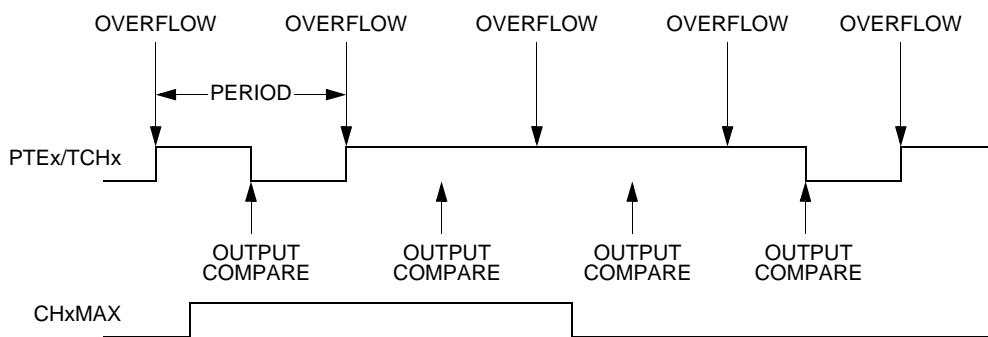 OVERFLOW OVERFLOW OVERFLOW OVERFLOW OVERFLOW
PERIOD
PTEx/TCHx
OUTPUT COMPARE
OUTPUT COMPARE
OUTPUT COMPARE
OUTPUT COMPARE
CHxMAX